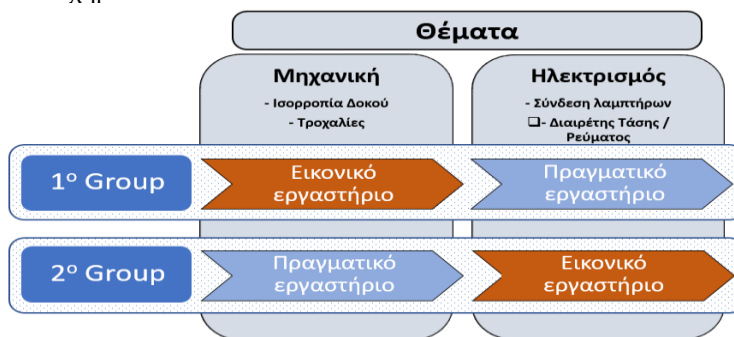 Θέματα
Μηχανική
- Ισορροπία Δοκού
- Τροχαλίες
Ηλεκτρισμός
- Σύνδεση λαμπτήρων
❑- Διαιρέτης Τάσης /
Ρεύματος
1ο Group
Εικονικό
εργαστήριο
Πραγματικό
εργαστήριο
2ο Group
Πραγματικό
εργαστήριο
Εικονικό
εργαστήριο